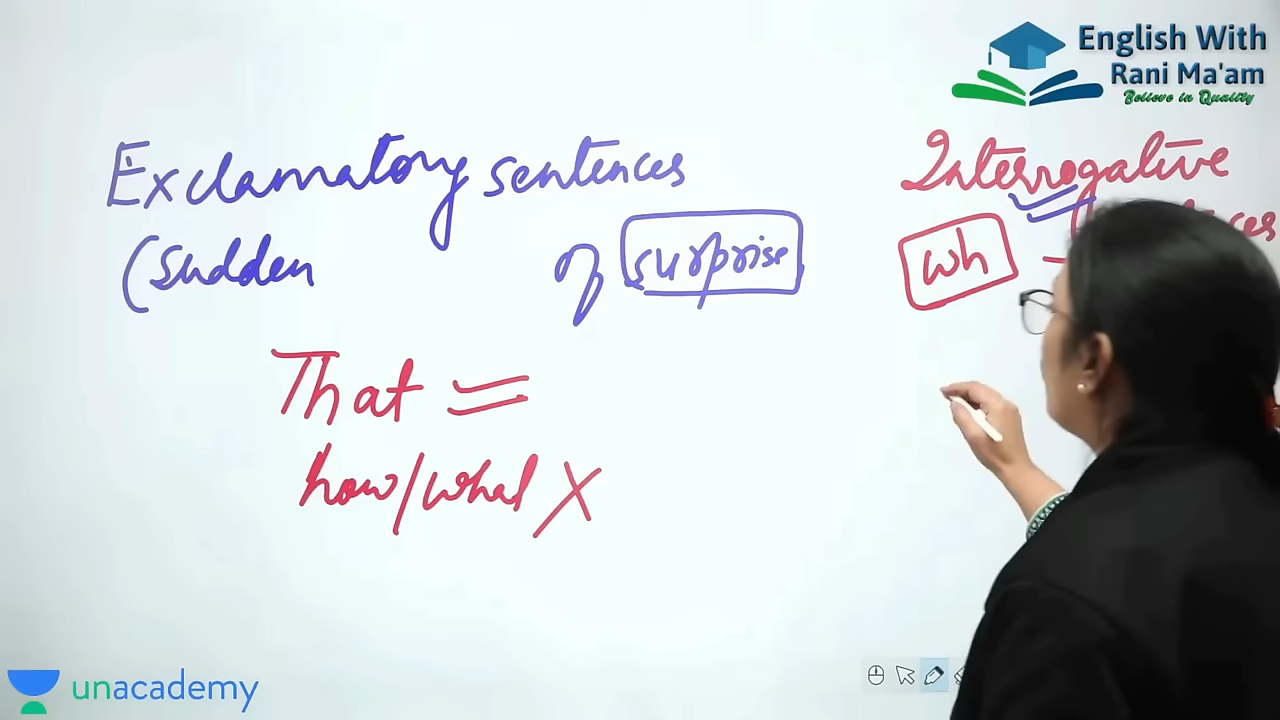 English With
Rani Ma'am
Believe in Quality
Exclamatory sentences
(Sudden of surprise
That =
how/what X
Interrogative
wh -
unacademy